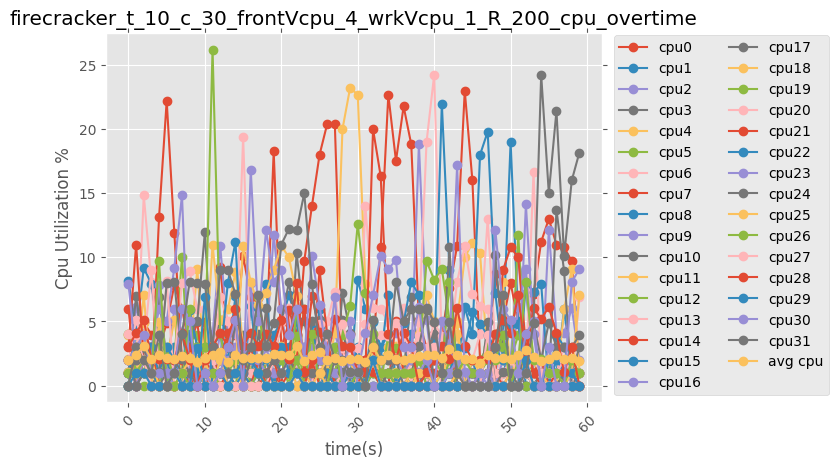 firecracker_t_10_c_30_frontVcpu_4_wrkVcpu_1_R_200_cpu_overtime
Cpu Utilization %
25
20
15
10
5
0
0
10
20
30
40
50
60
time(s)
cpu0
cpu1
cpu2
cpu3
cpu4
cpu5
cpu6
cpu7
cpu8
cpu9
cpu10
cpu11
cpu12
cpu13
cpu14
cpu15
cpu16
cpu17
cpu18
cpu19
cpu20
cpu21
cpu22
cpu23
cpu24
cpu25
cpu26
cpu27
cpu28
cpu29
cpu30
cpu31
avg cpu